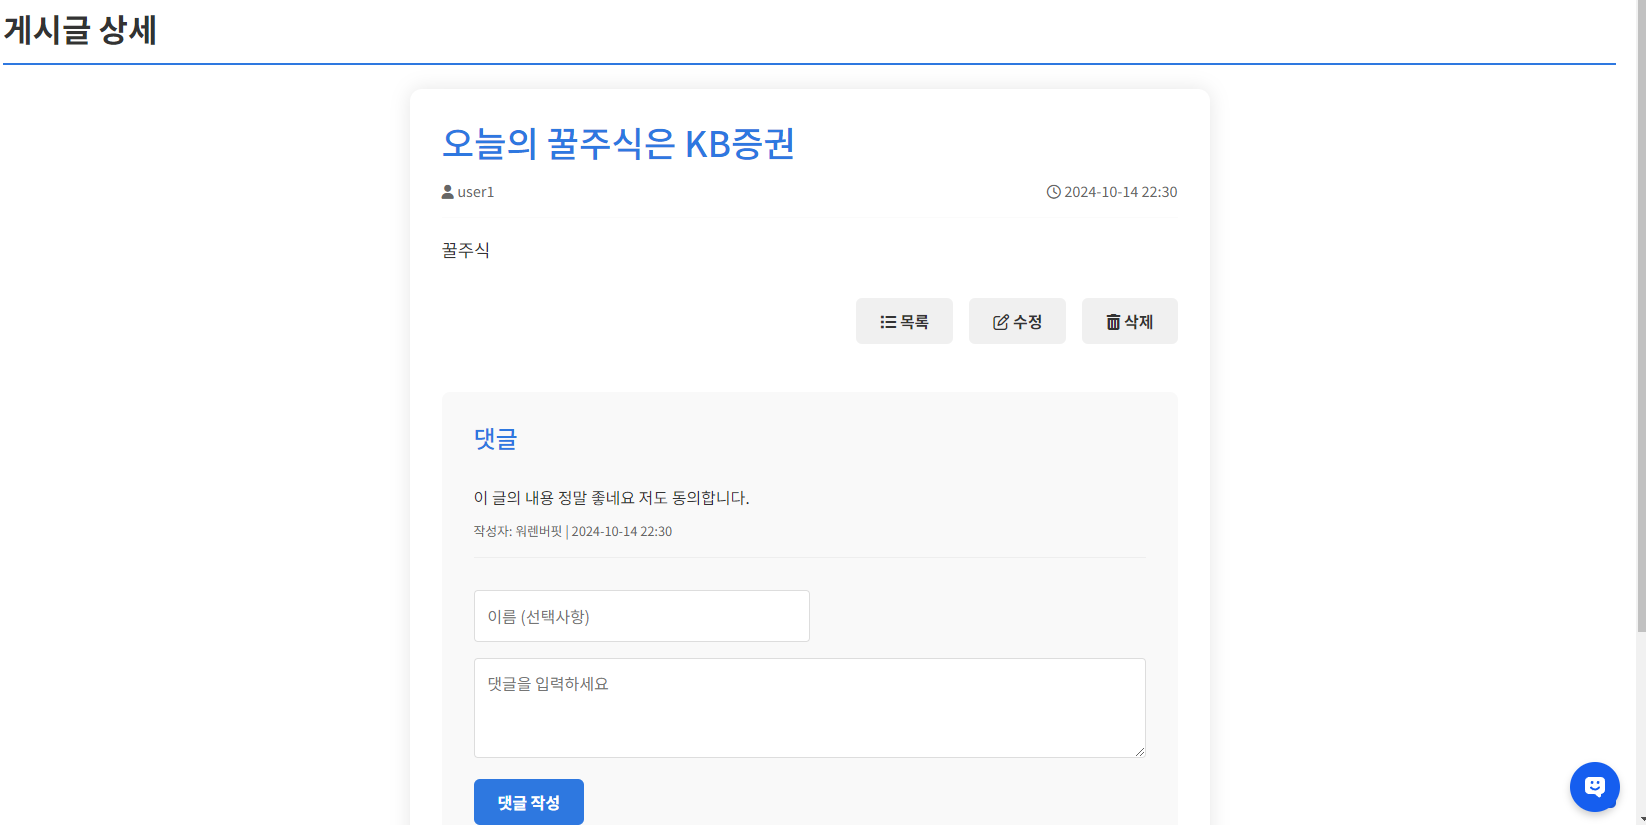 게시글 상세
오늘의 꿀주식은 KB증권
user1
2024-10-14 22:30
꿀주식
목록
수정
삭제
댓글
이 글의 내용 정말 좋네요 저도 동의합니다.
작성자: 워렌버핏 | 2024-10-14 22:30
이름 (선택사항)
댓글을 입력하세요
댓글 작성